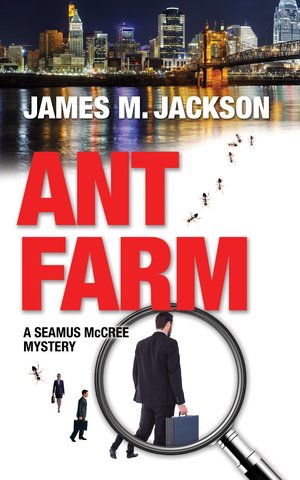 JAMES M. JACKSON
ANT
FARM
A SEAMUS McCREE
MYSTERY